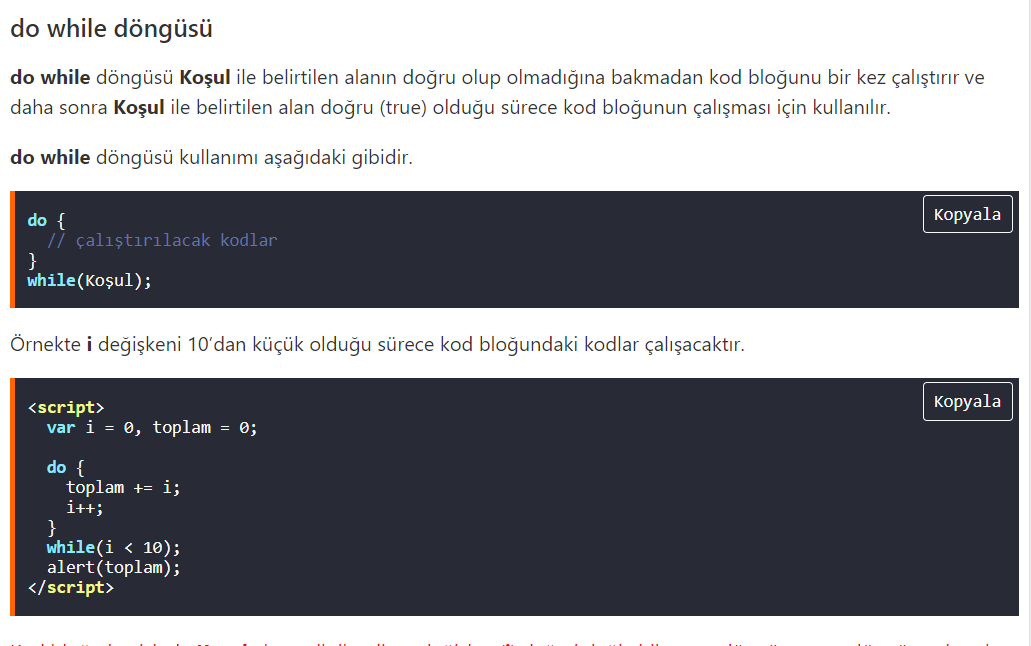 do while döngüsü
do while döngüsü Koşul ile belirtilen alanın doğru olup olmadığına bakmadan kod bloğunu bir kez çalıştırır ve
daha sonra Koşul ile belirtilen alan doğru (true) olduğu sürece kod bloğunun çalışması için kullanılır.
do while döngüsü kullanımı aşağıdaki gibidir.
Kopyala
do {
// çalıştırılacak kodlar
}
while(Koşul);
Örnekte i değişkeni 10’dan küçük olduğu sürece kod bloğundaki kodlar çalışacaktır.
Kopyala
<script>
var i = 0, toplam = 0;
do {
toplam += i;
i++;
}
while(i < 10);
alert(toplam);
</script>